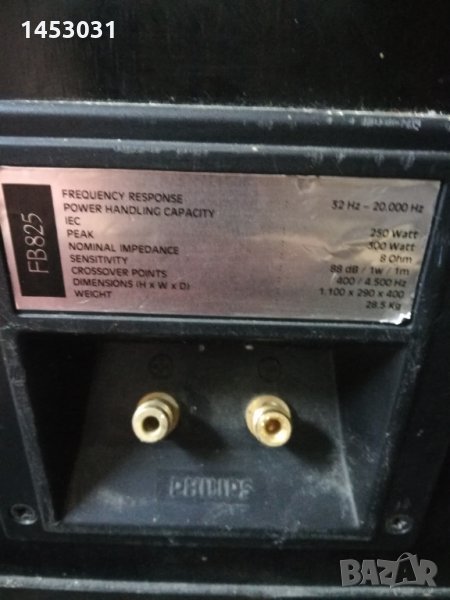 1453031
FB825
FREQUENCY RESPONSE 32 Hz – 20.000 Hz
POWER HANDLING CAPACITY
IEC 250 Watt
PEAK 300 Watt
NOMINAL IMPEDANCE 8 Ohm
SENSITIVITY 88 dB / 1w / 1m
CROSSOVER POINTS 400 / 4.500 Hz
DIMENSIONS (H x W x D) 1.100 x 290 x 400
WEIGHT 28.5 Kg
PHILIPS
BAZAR